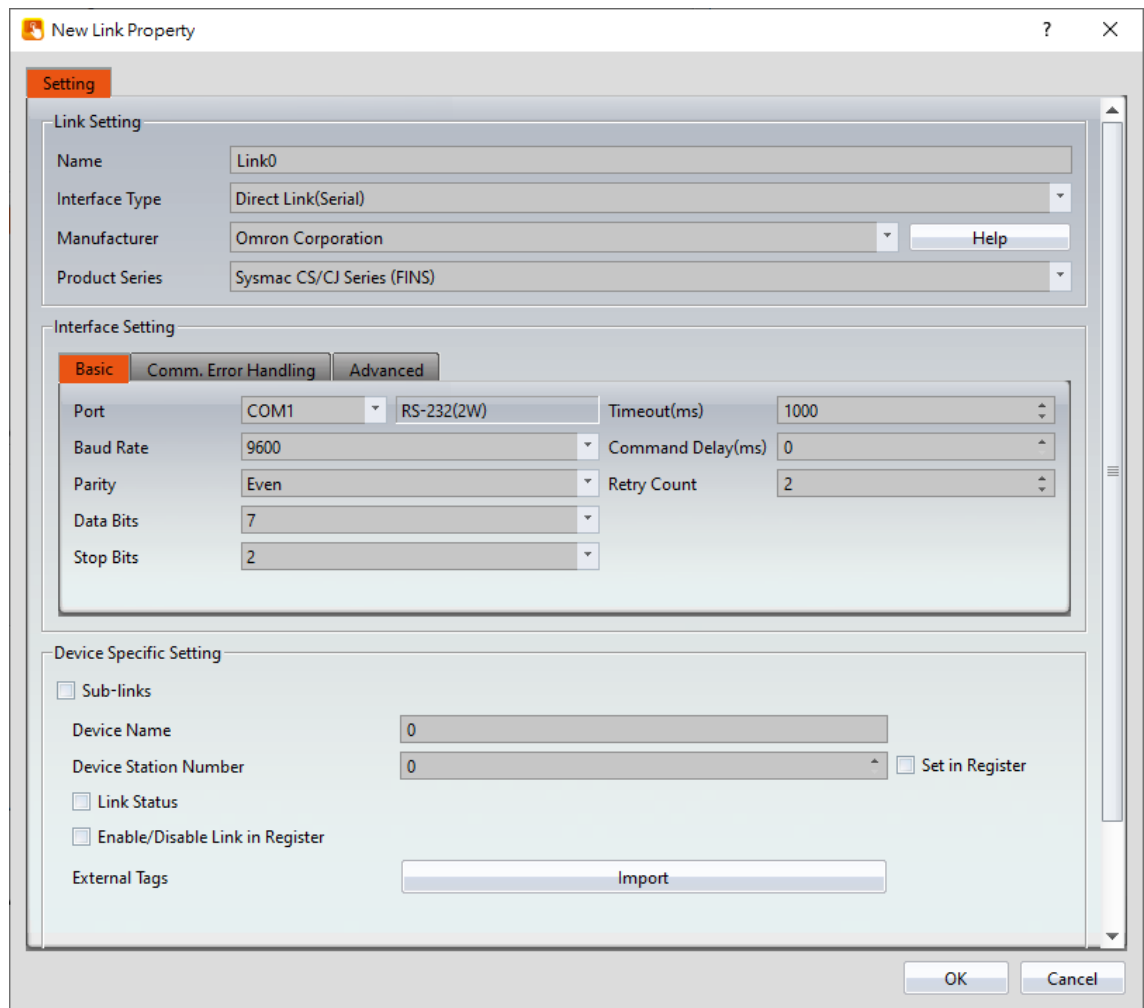 New Link Property
?
Setting
Link Setting
Name Link0
Interface Type Direct Link(Serial)
Manufacturer Omron Corporation Help
Product Series Sysmac CS/CJ Series (FINS)
Interface Setting
Basic Comm. Error Handling Advanced
Port COM1 RS-232(2W) Timeout(ms) 1000
Baud Rate 9600 Command Delay(ms) 0
Parity Even Retry Count 2
Data Bits 7
Stop Bits 2
Device Specific Setting
Sub-links
Device Name 0
Device Station Number 0 Set in Register
Link Status
Enable/Disable Link in Register
External Tags Import
OK Cancel